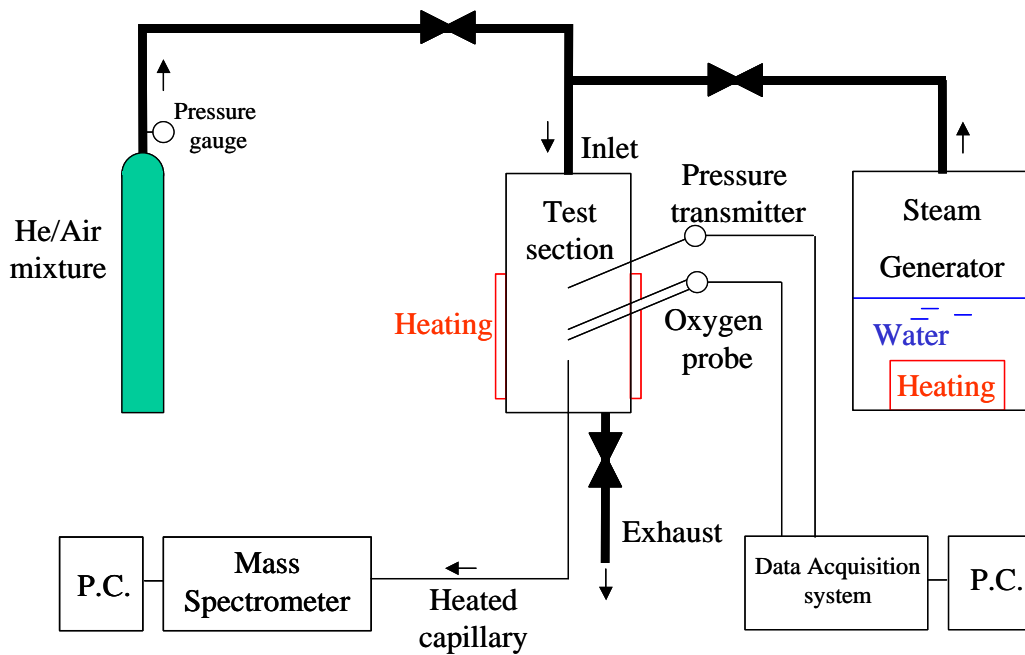 Pressure
gauge
He/Air
mixture
Inlet
Test
section
Pressure
transmitter
Steam
Generator
Heating
Oxygen
probe
Water
Heating
Exhaust
P.C.
Mass
Spectrometer
Heated
capillary
Data Acquisition
system
P.C.